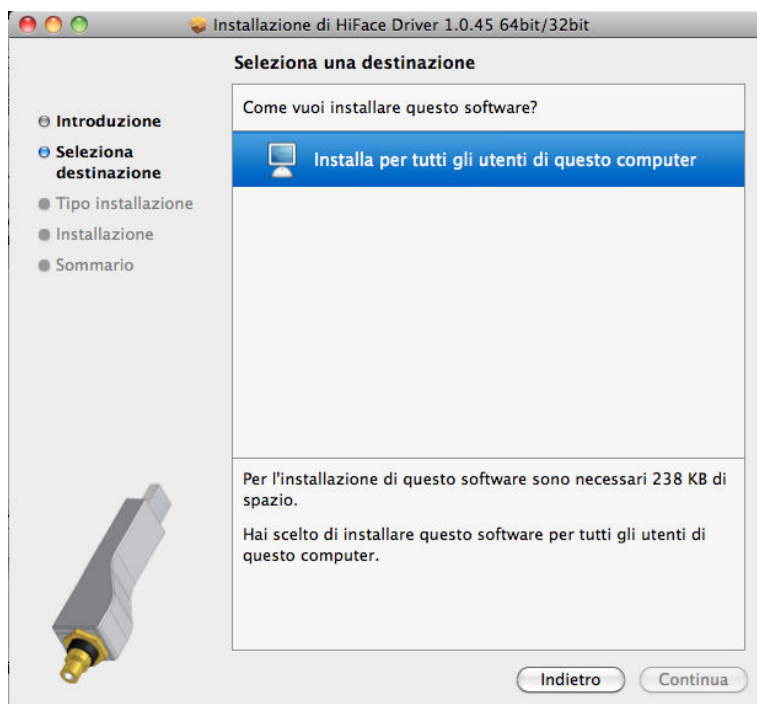 Installazione di HiFace Driver 1.0.45 64bit/32bit
Seleziona una destinazione
Introduzione
Seleziona
destinazione
Tipo installazione
Installazione
Sommario
Come vuoi installare questo software?
Installa per tutti gli utenti di questo computer
Per l'installazione di questo software sono necessari 238 KB di
spazio.
Hai scelto di installare questo software per tutti gli utenti di
questo computer.
Indietro
Continua